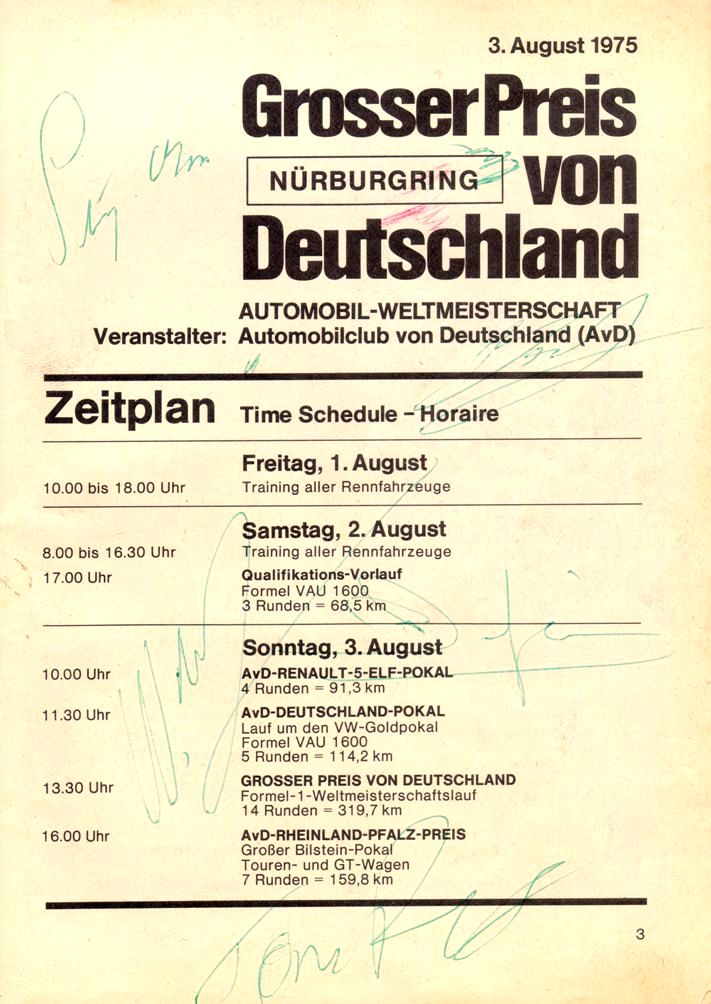 3. August 1975
Grosser Preis
NÜRBURGRING von
Deutschland
AUTOMOBIL-WELTMEISTERSCHAFT
Veranstalter: Automobilclub von Deutschland (AvD)
Zeitplan Time Schedule – Horaire
Freitag, 1. August
10.00 bis 18.00 Uhr Training aller Rennfahrzeuge
Samstag, 2. August
8.00 bis 16.30 Uhr Training aller Rennfahrzeuge
17.00 Uhr Qualifikations-Vorlauf
Formel VAU 1600
3 Runden = 68,5 km
Sonntag, 3. August
10.00 Uhr AvD-RENAULT-5-ELF-POKAL
4 Runden = 91,3 km
11.30 Uhr AvD-DEUTSCHLAND-POKAL
Lauf um den VW-Goldpokal
Formel VAU 1600
5 Runden = 114,2 km
13.30 Uhr GROSSER PREIS VON DEUTSCHLAND
Formel-1-Weltmeisterschaftslauf
14 Runden = 319,7 km
16.00 Uhr AvD-RHEINLAND-PFALZ-PREIS
Großer Bilstein-Pokal
Touren- und GT-Wagen
7 Runden = 159,8 km
3